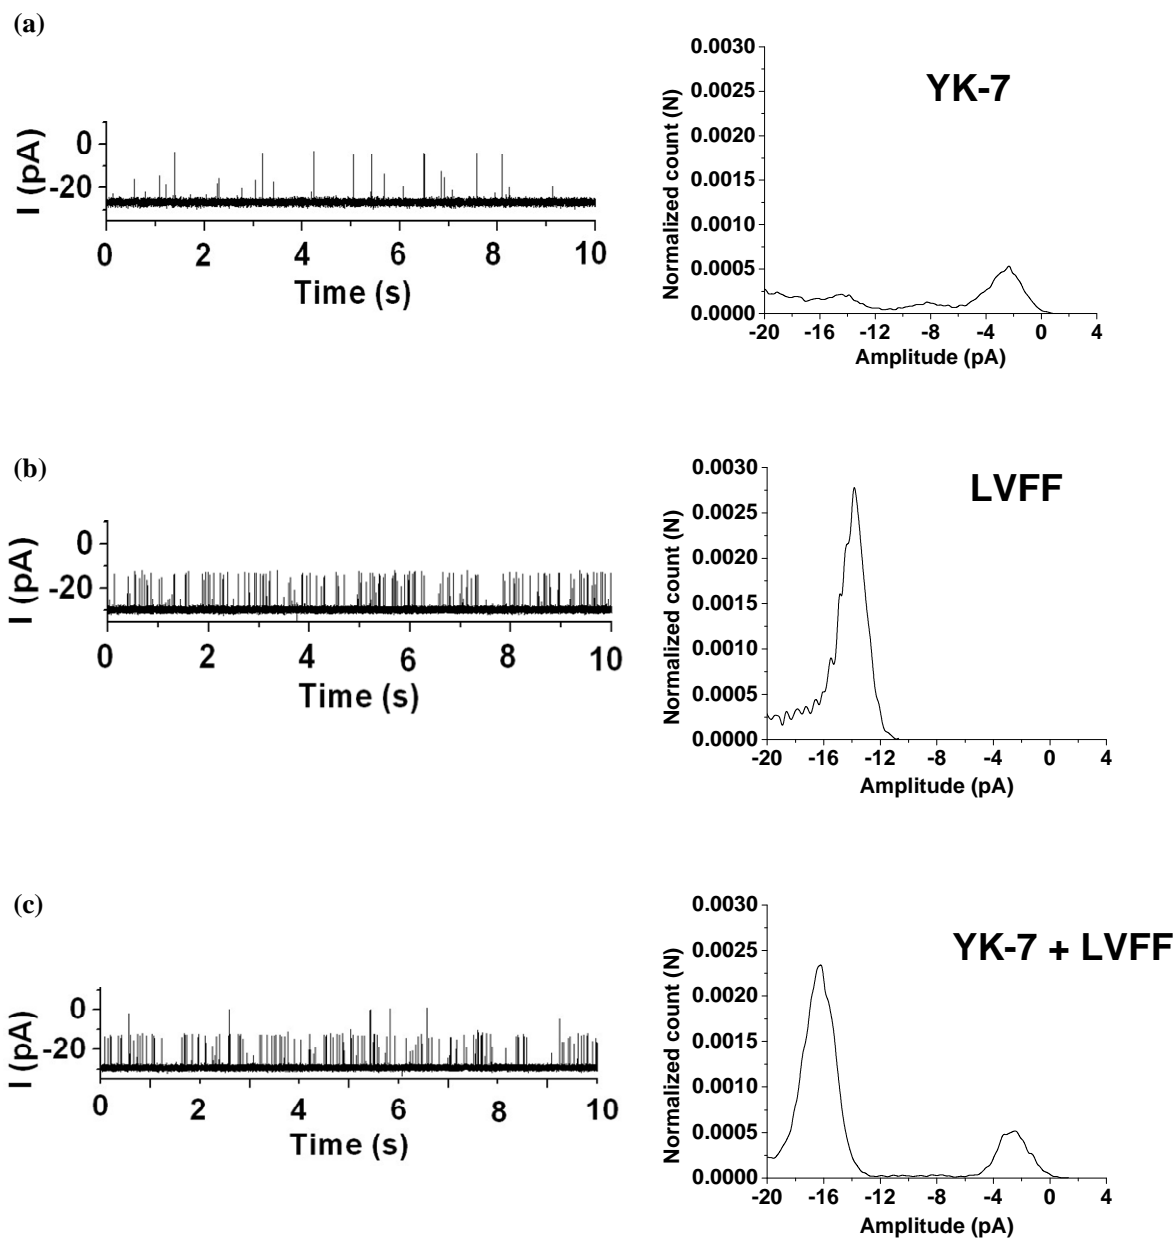 (a)
I (pA)
0
-20
0 2 4 6 8 10
Time (s)
Normalized count (N)
0.0030
0.0025
0.0020
0.0015
0.0010
0.0005
0.0000
YK-7
-20 -16 -12 -8 -4 0 4
Amplitude (pA)
(b)
I (pA)
0
-20
0 2 4 6 8 10
Time (s)
Normalized count (N)
0.0030
0.0025
0.0020
0.0015
0.0010
0.0005
0.0000
LVFF
-20 -16 -12 -8 -4 0 4
Amplitude (pA)
(c)
I (pA)
0
-20
0 2 4 6 8 10
Time (s)
Normalized count (N)
0.0030
0.0025
0.0020
0.0015
0.0010
0.0005
0.0000
YK-7 + LVFF
-20 -16 -12 -8 -4 0 4
Amplitude (pA)